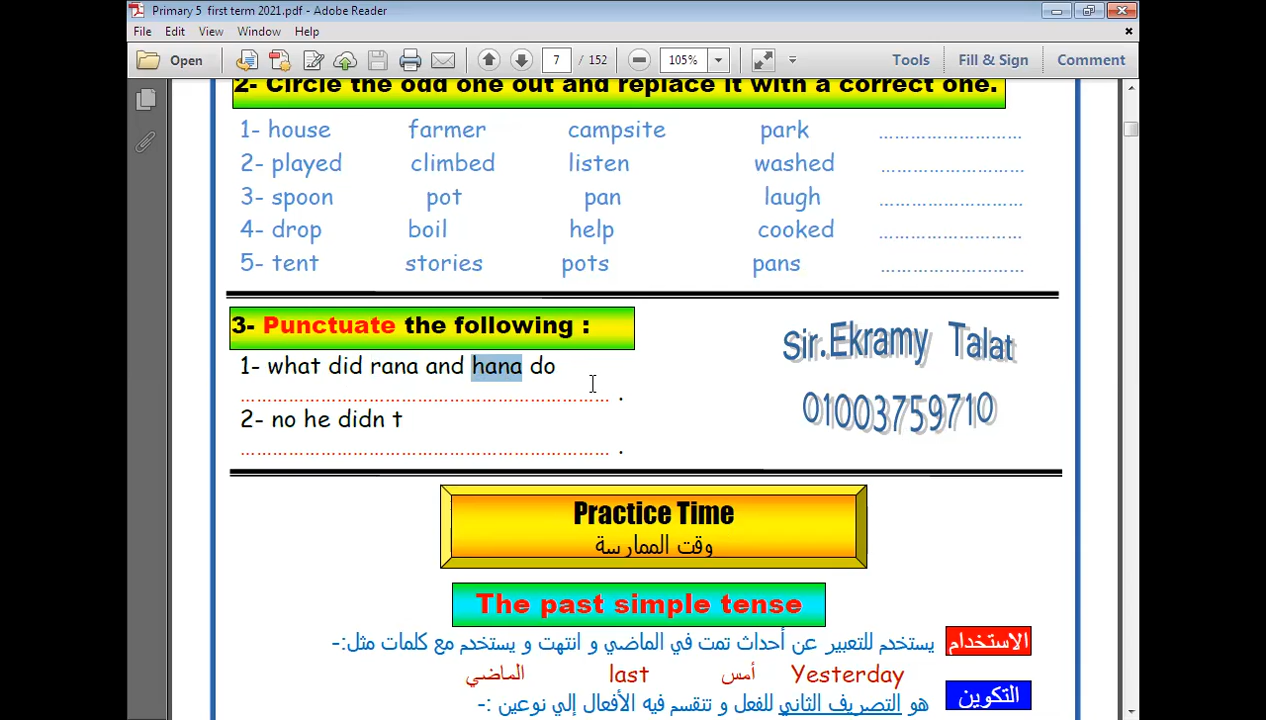 Primary 5 first term 2021.pdf - Adobe Reader
File Edit View Window Help
Open 7 / 152 105% Tools Fill & Sign Comment
2- Circle the odd one out and replace it with a correct one.
1- house farmer campsite park ..............................
2- played climbed listen washed ..............................
3- spoon pot pan laugh ..............................
4- drop boil help cooked ..............................
5- tent stories pots pans ..............................
3- Punctuate the following :
1- what did rana and hana do
.................................................................... .
2- no he didn t
.................................................................... .
Sir.Ekramy Talat
01003759710
Practice Time
وقت الممارسة
The past simple tense
الاستخدام يستخدم للتعبير عن أحداث تمت في الماضي و انتهت و يستخدم مع كلمات مثل:-
Yesterday أمس last الماضي
التكوين هو التصريف الثاني للفعل و تنقسم فيه الأفعال إلي نوعين :-